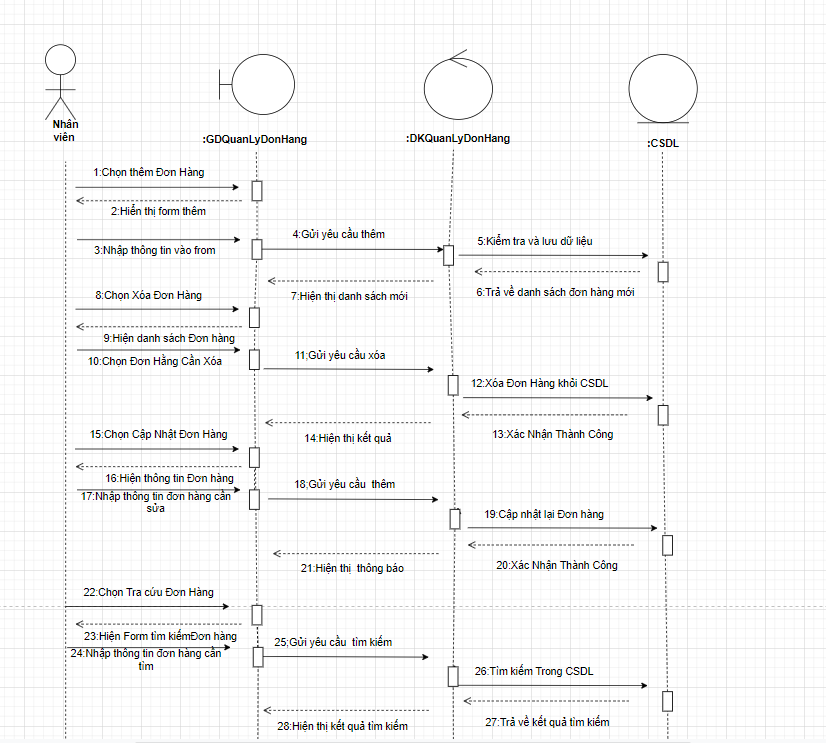 Nhân
viên
:GDQuanLyDonHang
:DKQuanLyDonHang
:CSDL
1:Chọn thêm Đơn Hàng
2:Hiển thị form thêm
3:Nhập thông tin vào from
4:Gửi yêu cầu thêm
5:Kiểm tra và lưu dữ liệu
6:Trả về danh sách đơn hàng mới
7:Hiện thị danh sách mới
8:Chọn Xóa Đơn Hàng
9:Hiện danh sách Đơn hàng
10:Chọn Đơn Hằng Cần Xóa
11;Gửi yêu cầu xóa
12:Xóa Đơn Hàng khỏi CSDL
13:Xác Nhận Thành Công
14:Hiện thị kết quả
15:Chọn Cập Nhật Đơn Hàng
16:Hiện thông tin Đơn hàng
17:Nhập thông tin đơn hàng cần
sửa
18;Gửi yêu cầu thêm
19:Cập nhật lại Đơn hàng
20:Xác Nhận Thành Công
21:Hiện thị thông báo
22:Chọn Tra cứu Đơn Hàng
23:Hiện Form tìm kiếmĐơn hàng
24:Nhập thông tin đơn hàng cần
tìm
25;Gửi yêu cầu tìm kiếm
26:Tìm kiếm Trong CSDL
27:Trả về kết quả tìm kiếm
28:Hiện thị kết quả tìm kiếm